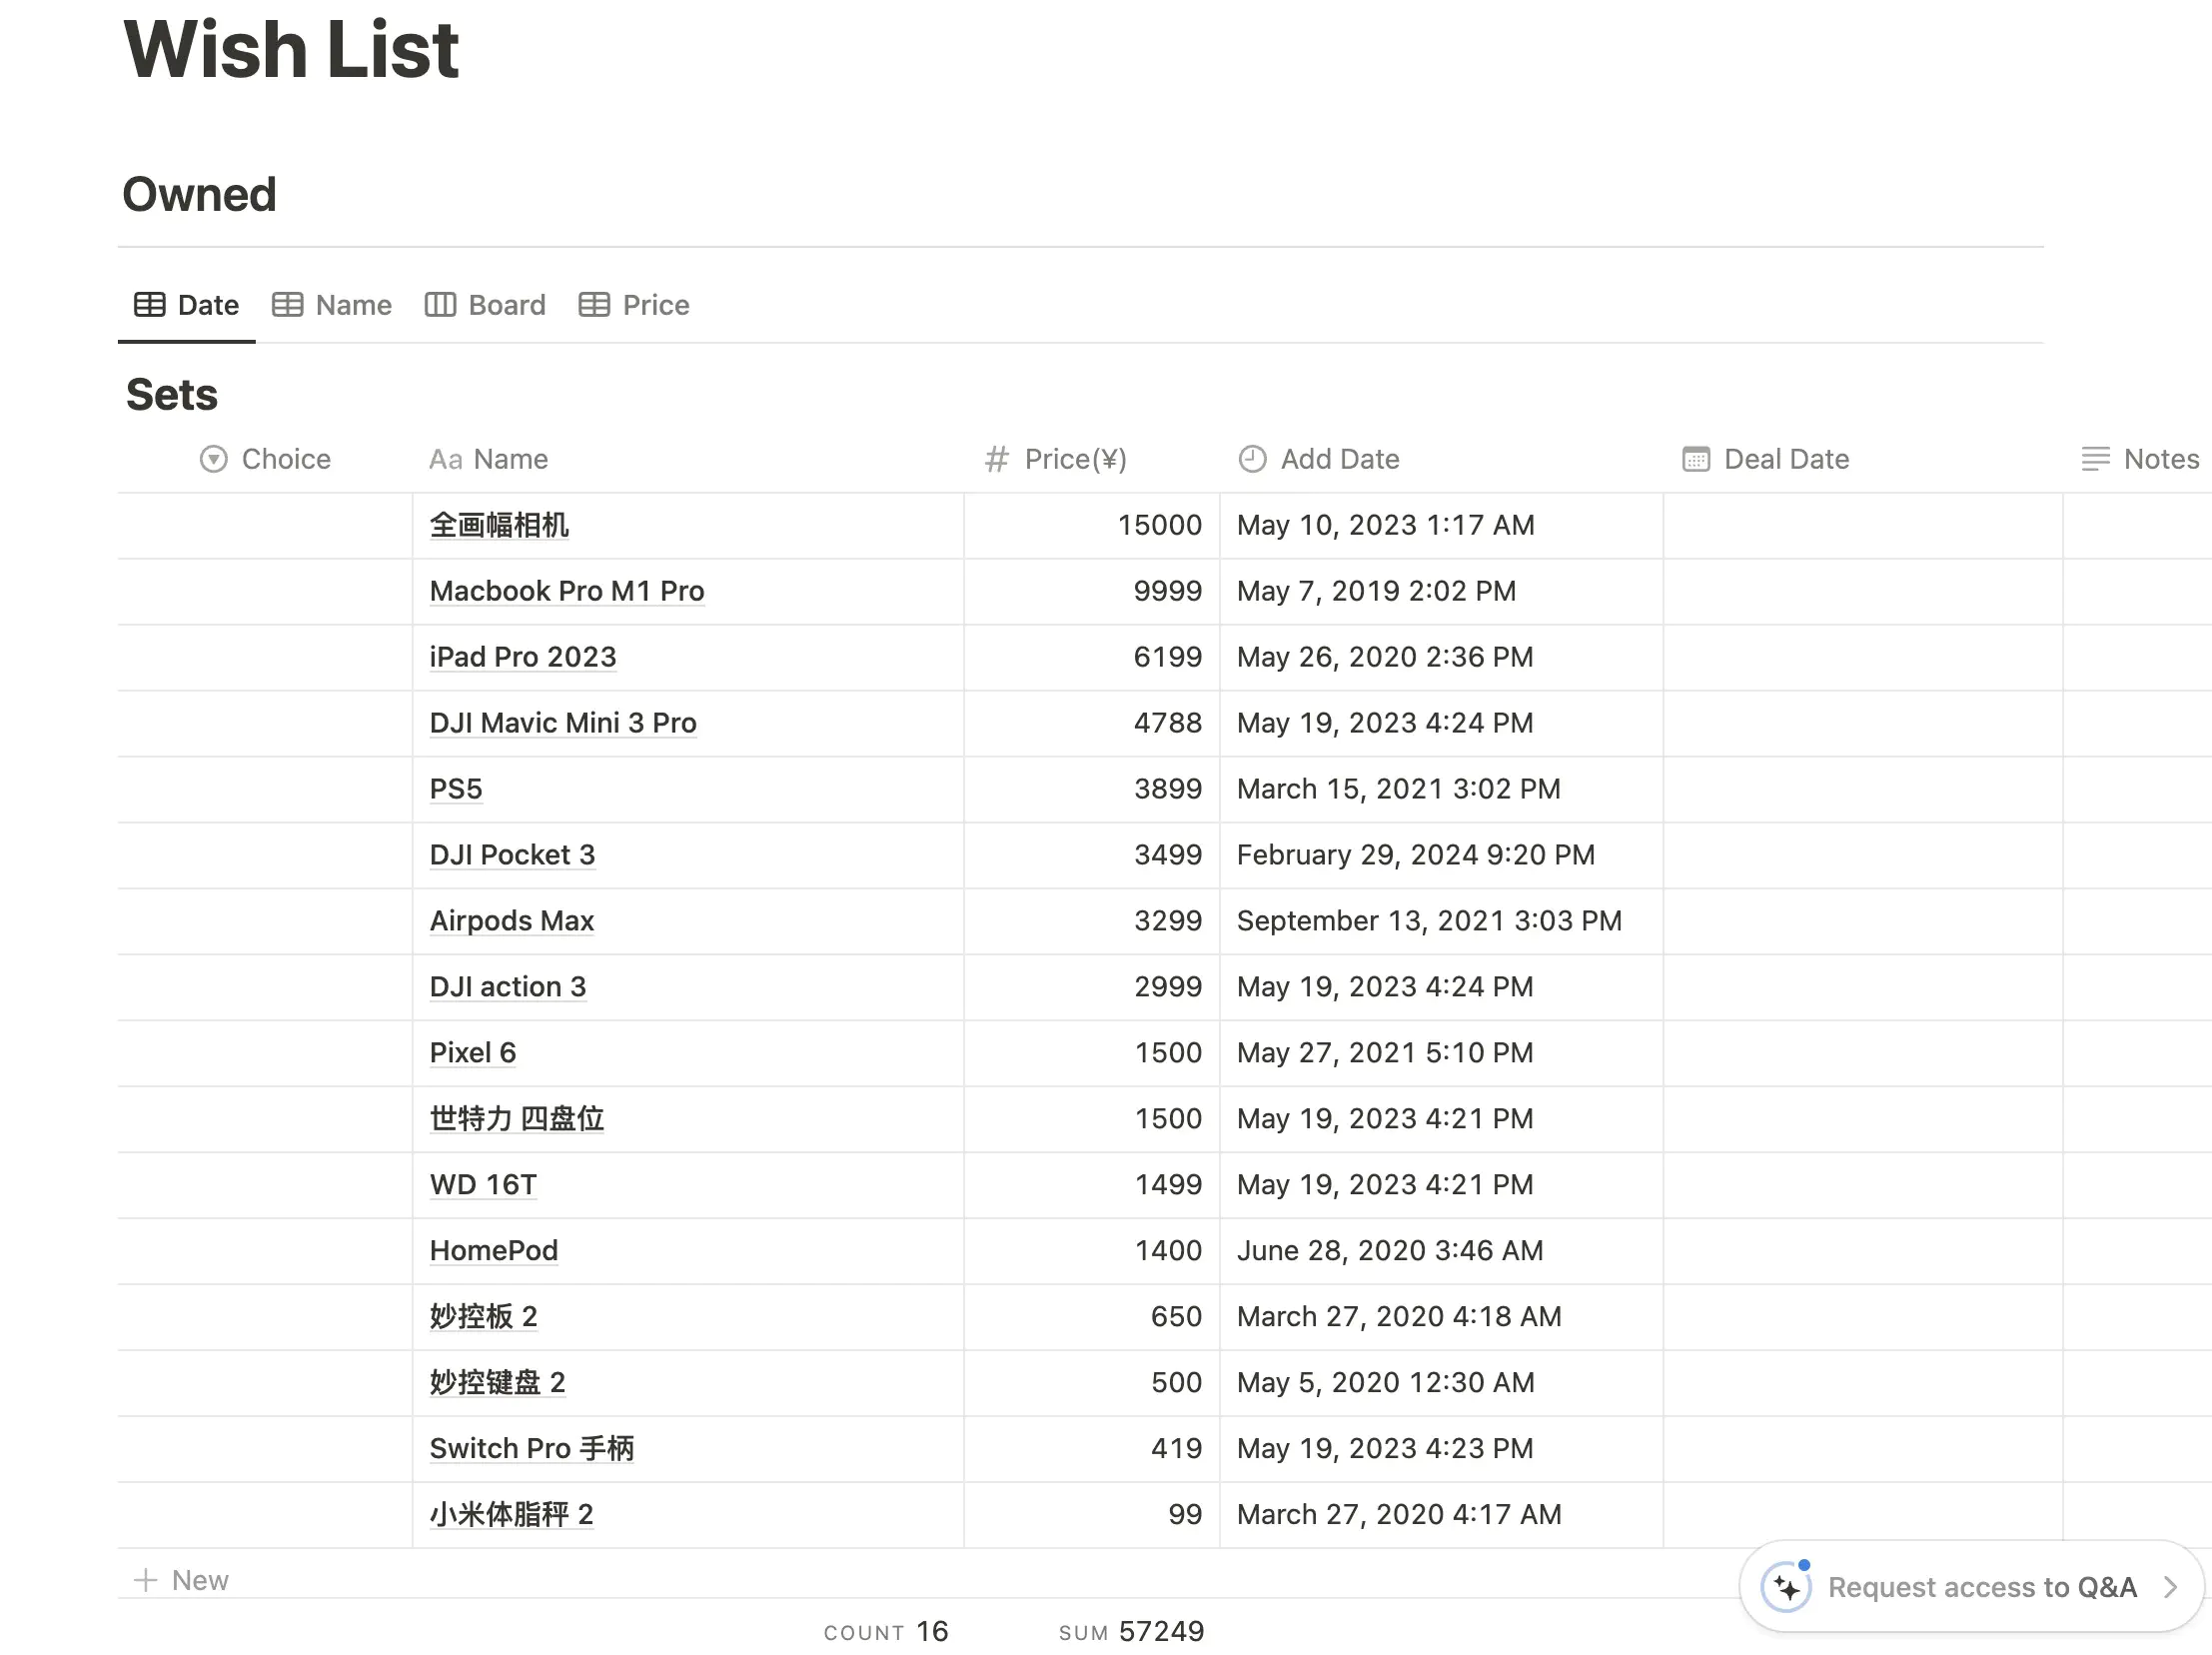 Wish List
Owned
Date Name Board Price
Sets
Choice Aa Name # Price(¥) Add Date Deal Date Notes
全画幅相机 15000 May 10, 2023 1:17 AM
Macbook Pro M1 Pro 9999 May 7, 2019 2:02 PM
iPad Pro 2023 6199 May 26, 2020 2:36 PM
DJI Mavic Mini 3 Pro 4788 May 19, 2023 4:24 PM
PS5 3899 March 15, 2021 3:02 PM
DJI Pocket 3 3499 February 29, 2024 9:20 PM
Airpods Max 3299 September 13, 2021 3:03 PM
DJI action 3 2999 May 19, 2023 4:24 PM
Pixel 6 1500 May 27, 2021 5:10 PM
世特力 四盘位 1500 May 19, 2023 4:21 PM
WD 16T 1499 May 19, 2023 4:21 PM
HomePod 1400 June 28, 2020 3:46 AM
妙控板 2 650 March 27, 2020 4:18 AM
妙控键盘 2 500 May 5, 2020 12:30 AM
Switch Pro 手柄 419 May 19, 2023 4:23 PM
小米体脂秤 2 99 March 27, 2020 4:17 AM
+ New
Request access to Q&A
COUNT 16 SUM 57249